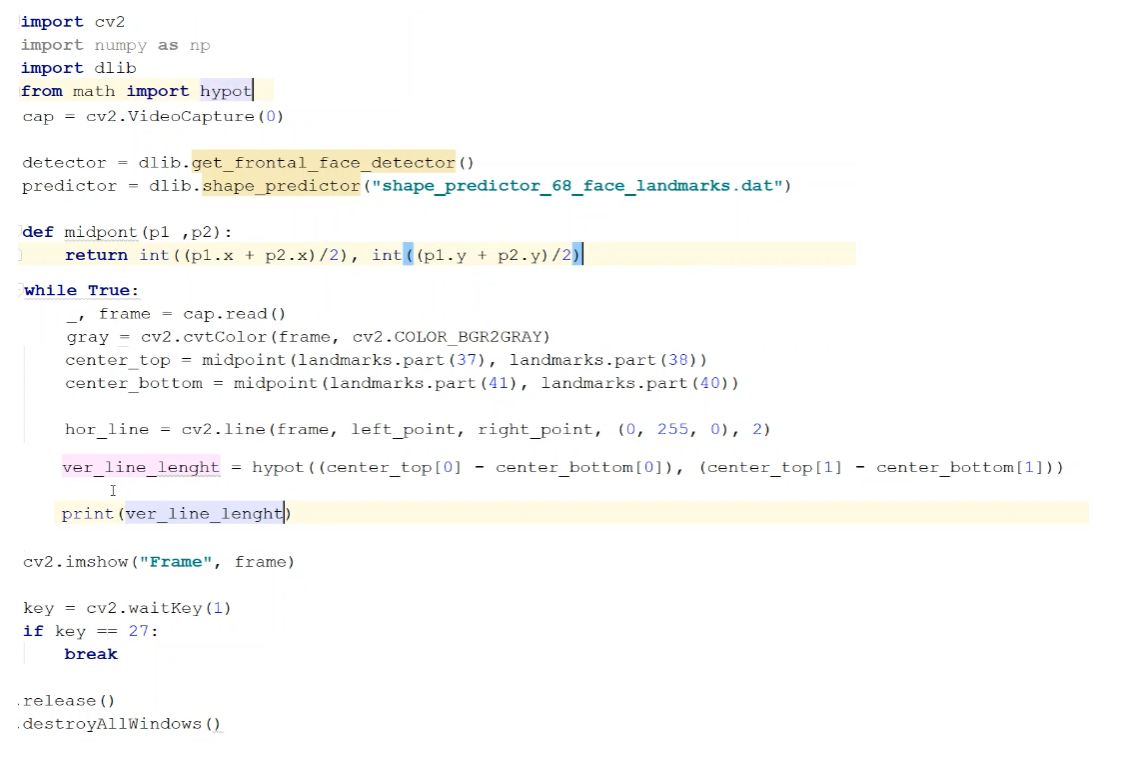 import cv2
import numpy as np
import dlib
from math import hypot
cap = cv2.VideoCapture(0)
detector = dlib.get_frontal_face_detector()
predictor = dlib.shape_predictor("shape_predictor_68_face_landmarks.dat")
def midpont(p1 ,p2):
    return int((p1.x + p2.x)/2), int((p1.y + p2.y)/2)
while True:
    _, frame = cap.read()
    gray = cv2.cvtColor(frame, cv2.COLOR_BGR2GRAY)
    center_top = midpoint(landmarks.part(37), landmarks.part(38))
    center_bottom = midpoint(landmarks.part(41), landmarks.part(40))
    hor_line = cv2.line(frame, left_point, right_point, (0, 255, 0), 2)
    ver_line_lenght = hypot((center_top[0] - center_bottom[0]), (center_top[1] - center_bottom[1]))
    print(ver_line_lenght)
cv2.imshow("Frame", frame)
key = cv2.waitKey(1)
if key == 27:
    break
.release()
.destroyAllWindows()